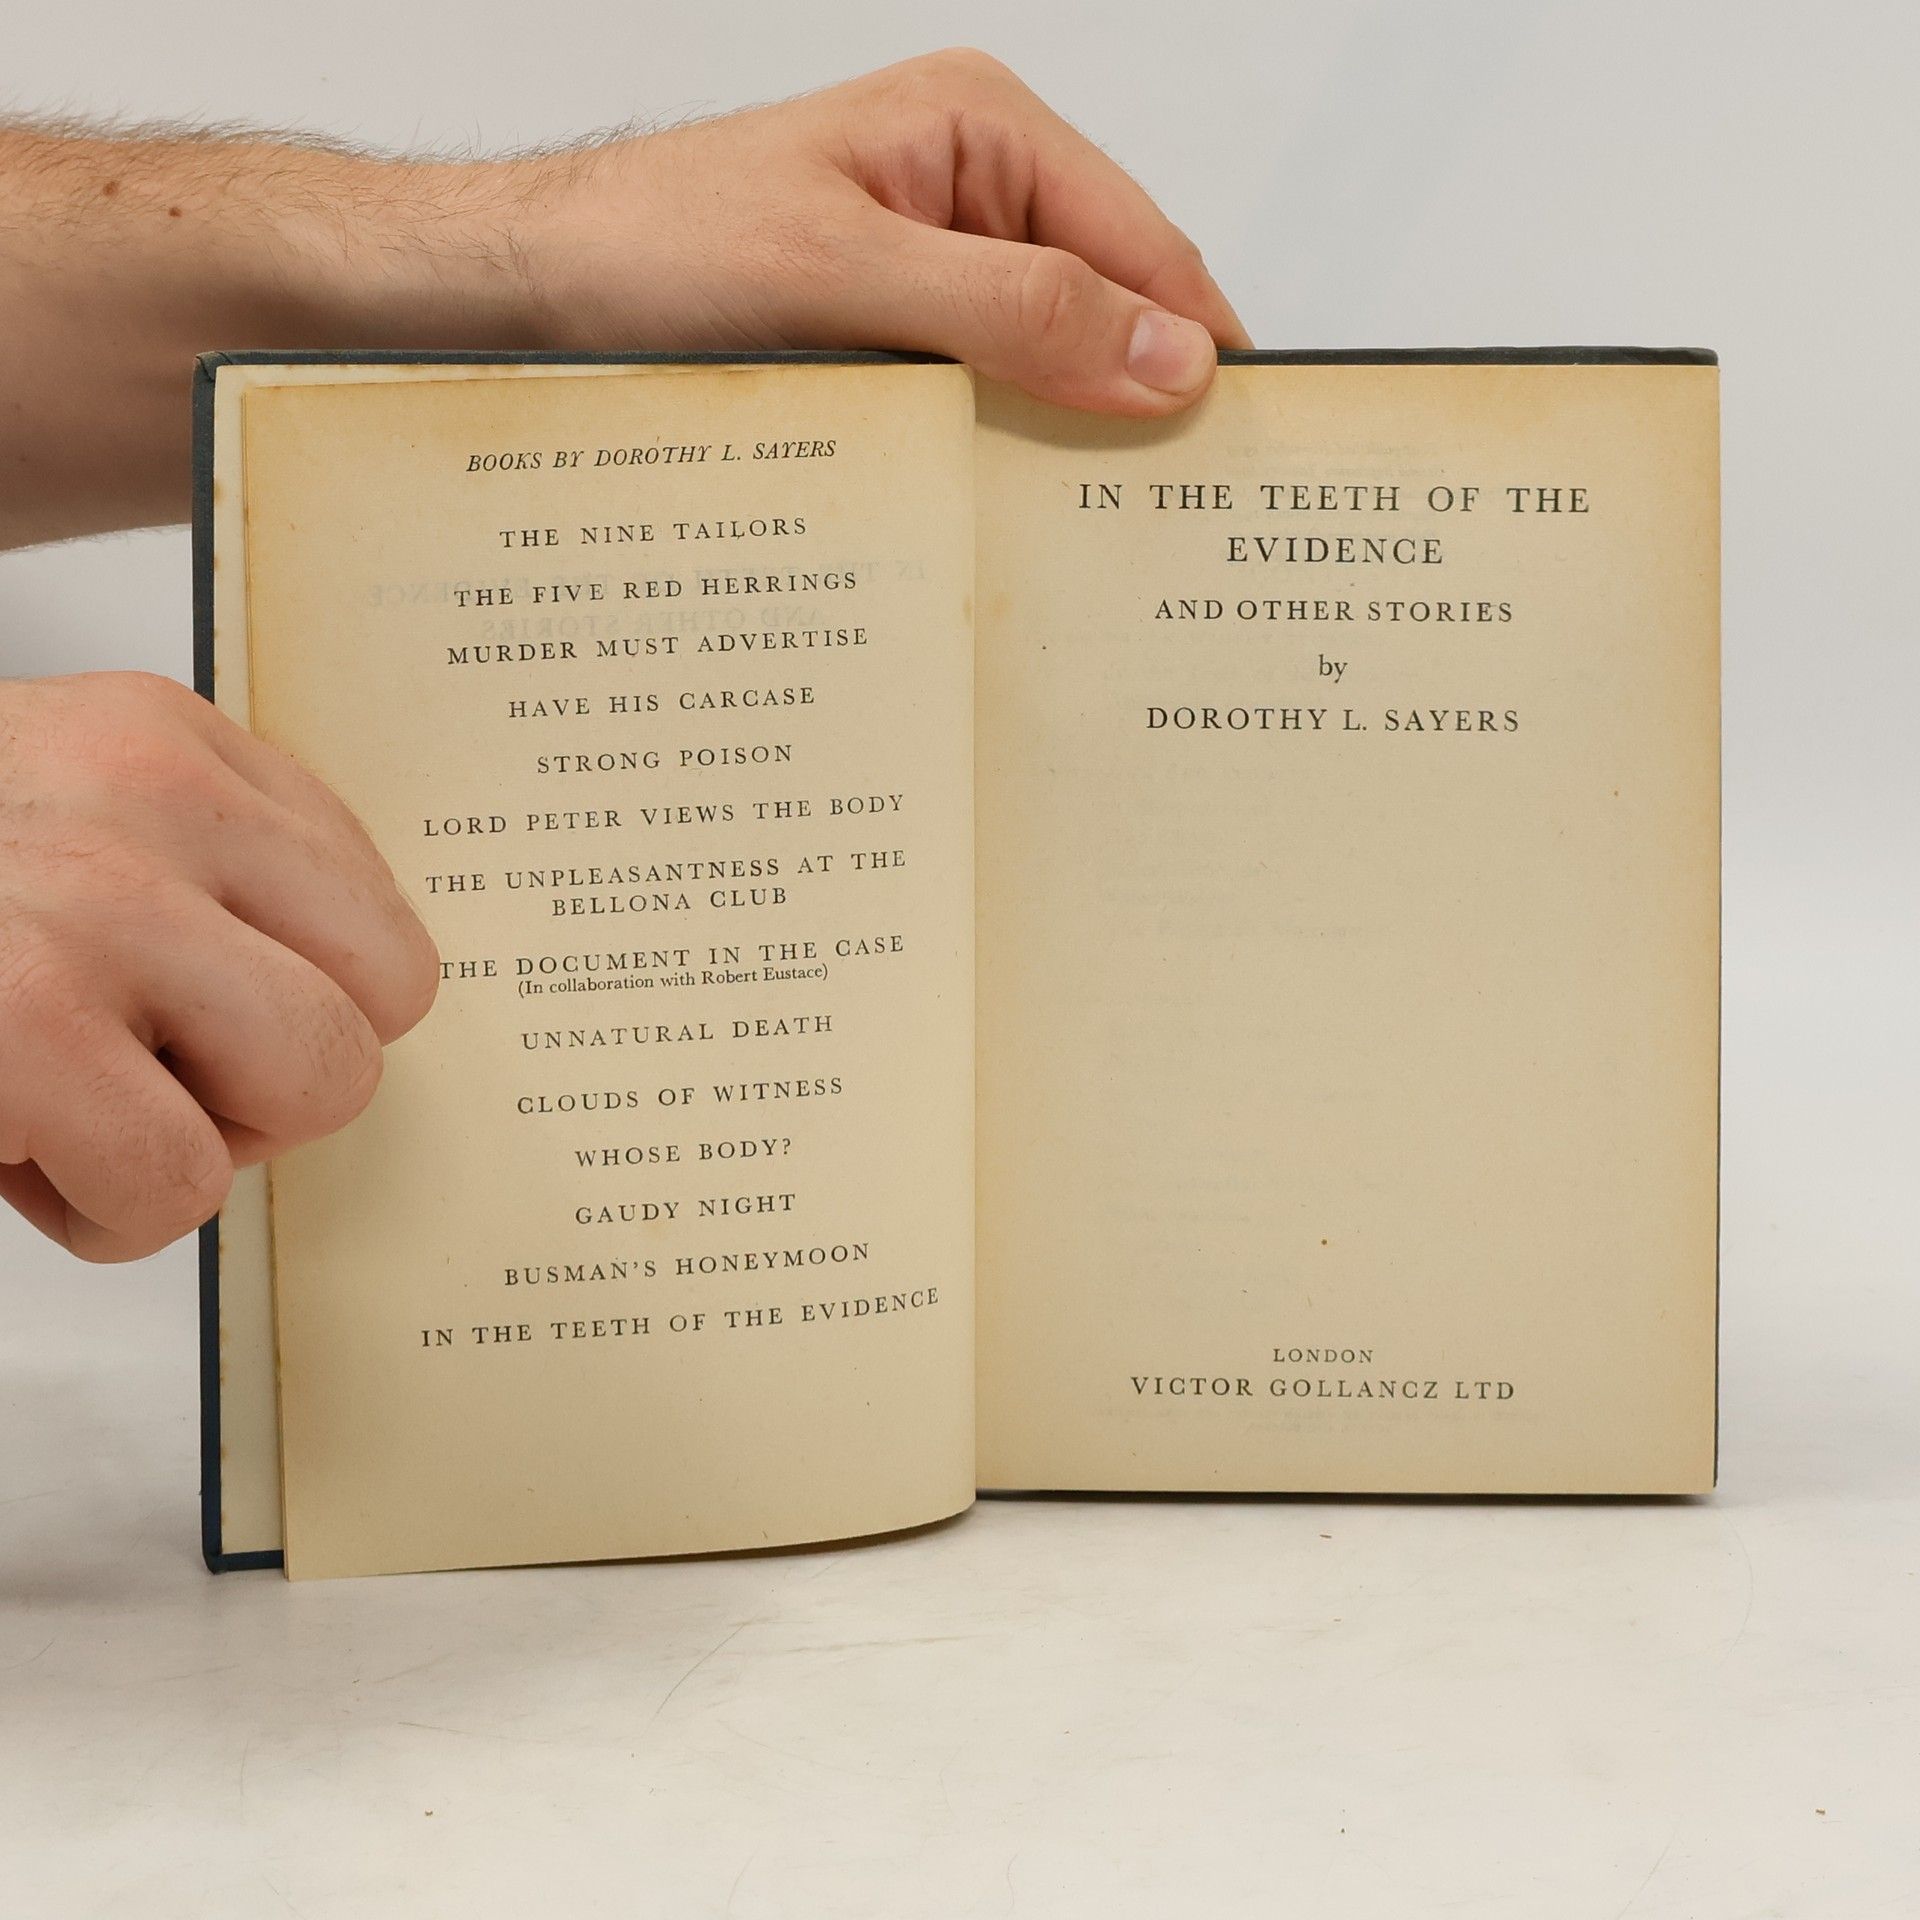 BOOKS BY DOROTHY L. SAYERS
THE NINE TAILORS
THE FIVE RED HERRINGS
MURDER MUST ADVERTISE
HAVE HIS CARCASE
STRONG POISON
LORD PETER VIEWS THE BODY
THE UNPLEASANTNESS AT THE
BELLONA CLUB
THE DOCUMENT IN THE CASE
(In collaboration with Robert Eustace)
UNNATURAL DEATH
CLOUDS OF WITNESS
WHOSE BODY?
GAUDY NIGHT
BUSMAN'S HONEYMOON
IN THE TEETH OF THE EVIDENCE
IN THE TEETH OF THE
EVIDENCE
AND OTHER STORIES
by
DOROTHY L. SAYERS
LONDON
VICTOR GOLLANCZ LTD